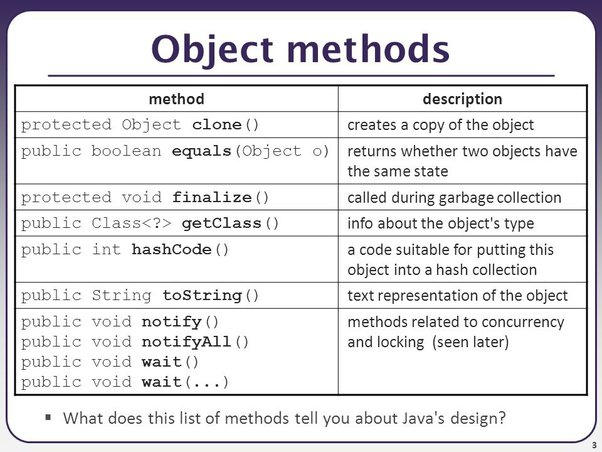 Object methods
method description
protected Object clone() creates a copy of the object
public boolean equals(Object o) returns whether two objects have
the same state
protected void finalize() called during garbage collection
public Class<?> getClass() info about the object's type
public int hashCode() a code suitable for putting this
object into a hash collection
public String toString() text representation of the object
public void notify() methods related to concurrency
public void notifyAll() and locking (seen later)
public void wait()
public void wait(...)
▪ What does this list of methods tell you about Java's design?
3